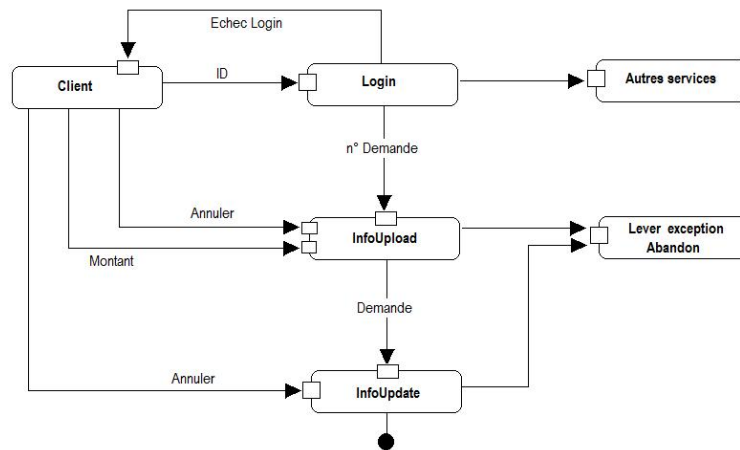 Echec Login
Client
ID
Login
Autres services
n° Demande
Annuler
InfoUpload
Lever exception
Abandon
Montant
Demande
Annuler
InfoUpdate